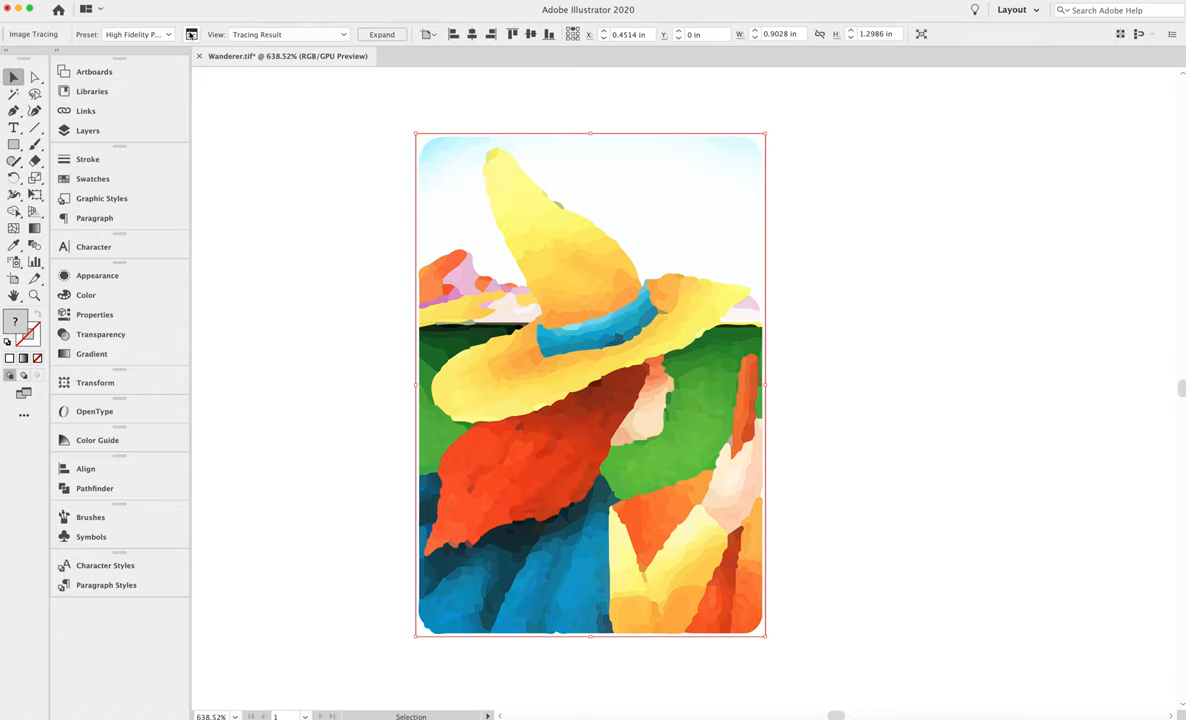 Adobe Illustrator 2020
Layout
Search Adobe Help
Image Tracing
Preset:
High Fidelity P...
View:
Tracing Result
Expand
X:
0.4514 in
Y:
0 in
W:
0.9028 in
H:
1.2986 in
Wanderer.tif* @ 638.52% (RGB/GPU Preview)
Artboards
Libraries
Links
Layers
Stroke
Swatches
Graphic Styles
Paragraph
Character
Appearance
Color
Properties
Transparency
Gradient
Transform
OpenType
Color Guide
Align
Pathfinder
Brushes
Symbols
Character Styles
Paragraph Styles
?
638.52%
1
Selection